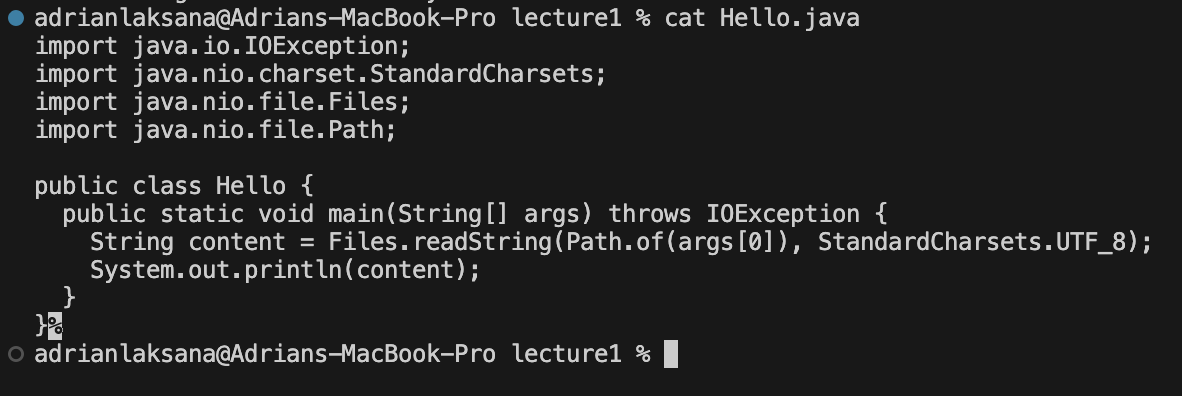 adrianlaksana@Adrians-MacBook-Pro lecture1 % cat Hello.java
import java.io.IOException;
import java.nio.charset.StandardCharsets;
import java.nio.file.Files;
import java.nio.file.Path;

public class Hello {
  public static void main(String[] args) throws IOException {
    String content = Files.readString(Path.of(args[0]), StandardCharsets.UTF_8);
    System.out.println(content);
  }
}%
adrianlaksana@Adrians-MacBook-Pro lecture1 %